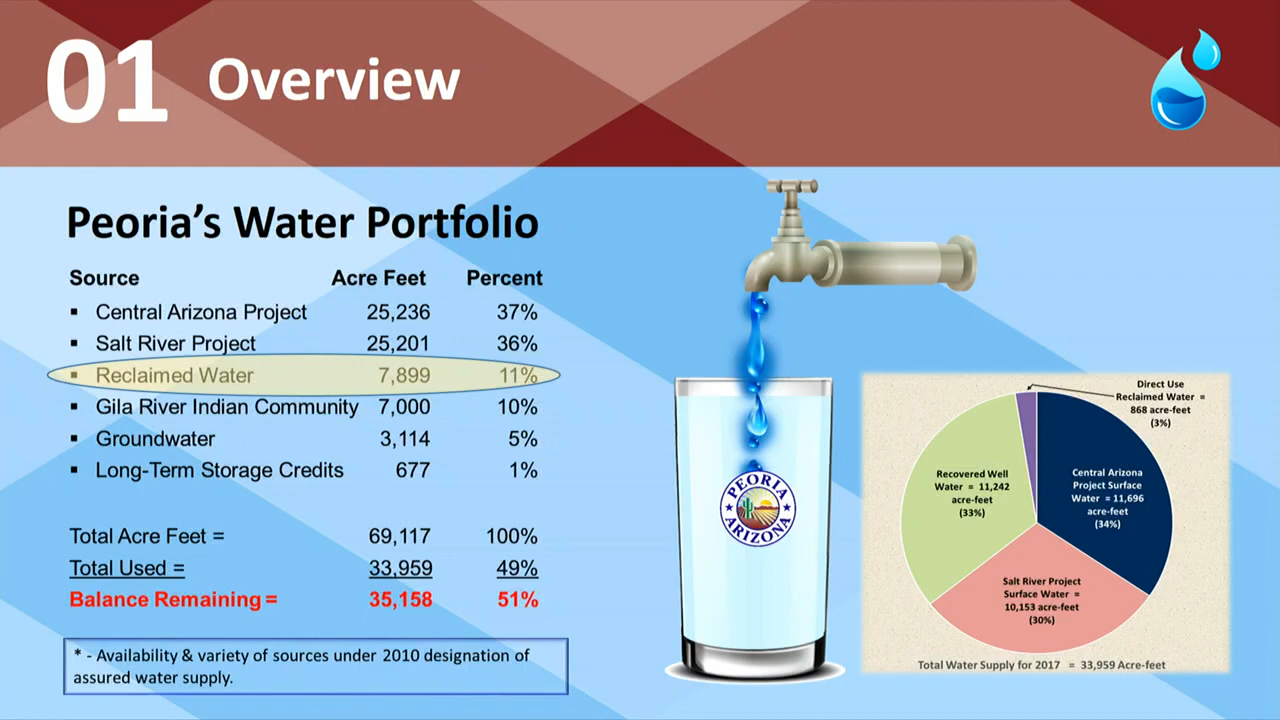 01 Overview
Peoria's Water Portfolio
Source Acre Feet Percent
▪ Central Arizona Project 25,236 37%
▪ Salt River Project 25,201 36%
▪ Reclaimed Water 7,899 11%
▪ Gila River Indian Community 7,000 10%
▪ Groundwater 3,114 5%
▪ Long-Term Storage Credits 677 1%
Total Acre Feet = 69,117 100%
Total Used = 33,959 49%
Balance Remaining = 35,158 51%
* - Availability & variety of sources under 2010 designation of
assured water supply.
PEORIA
ARIZONA
Direct Use
Reclaimed Water =
868 acre-feet
(3%)
Recovered Well
Water = 11,242
acre-feet
(33%)
Central Arizona
Project Surface
Water = 11,696
acre-feet
(34%)
Salt River Project
Surface Water =
10,153 acre-feet
(30%)
Total Water Supply for 2017 = 33,959 Acre-feet